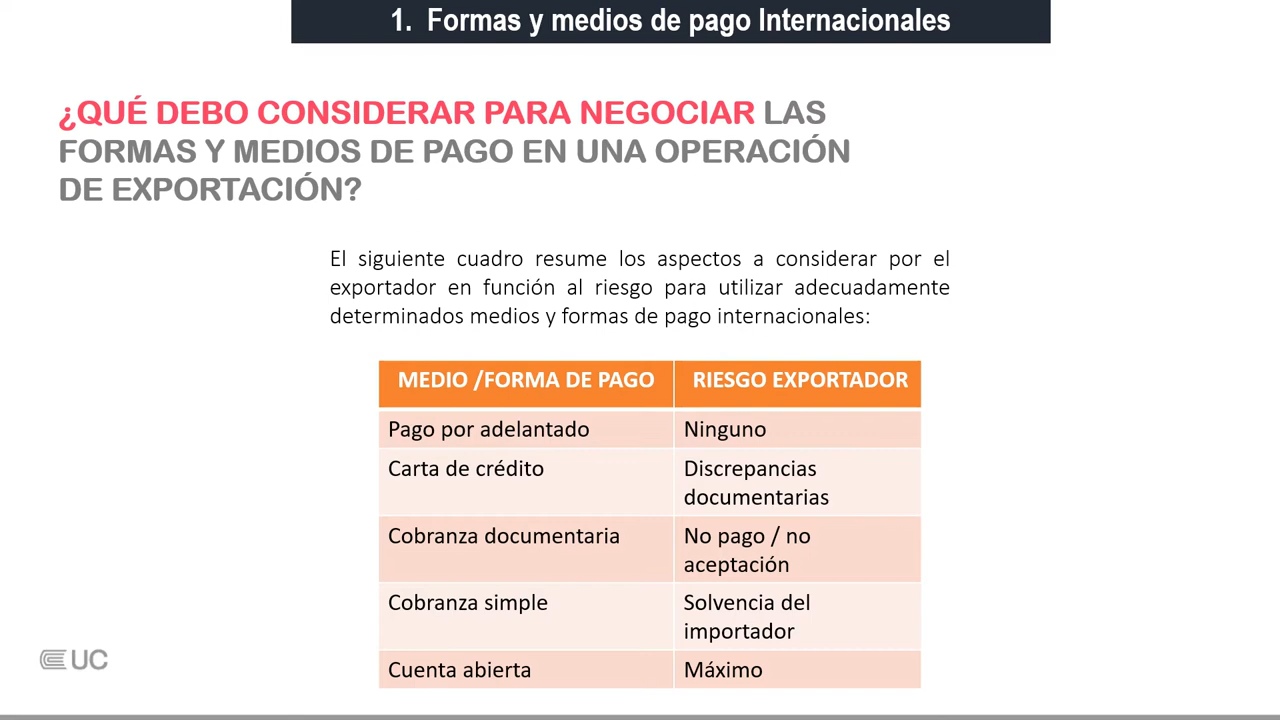 1. Formas y medios de pago Internacionales
¿QUÉ DEBO CONSIDERAR PARA NEGOCIAR LAS
FORMAS Y MEDIOS DE PAGO EN UNA OPERACIÓN
DE EXPORTACIÓN?
El siguiente cuadro resume los aspectos a considerar por el
exportador en función al riesgo para utilizar adecuadamente
determinados medios y formas de pago internacionales:
MEDIO /FORMA DE PAGO RIESGO EXPORTADOR
Pago por adelantado Ninguno
Carta de crédito Discrepancias
documentarias
Cobranza documentaria No pago / no
aceptación
Cobranza simple Solvencia del
importador
Cuenta abierta Máximo
UC